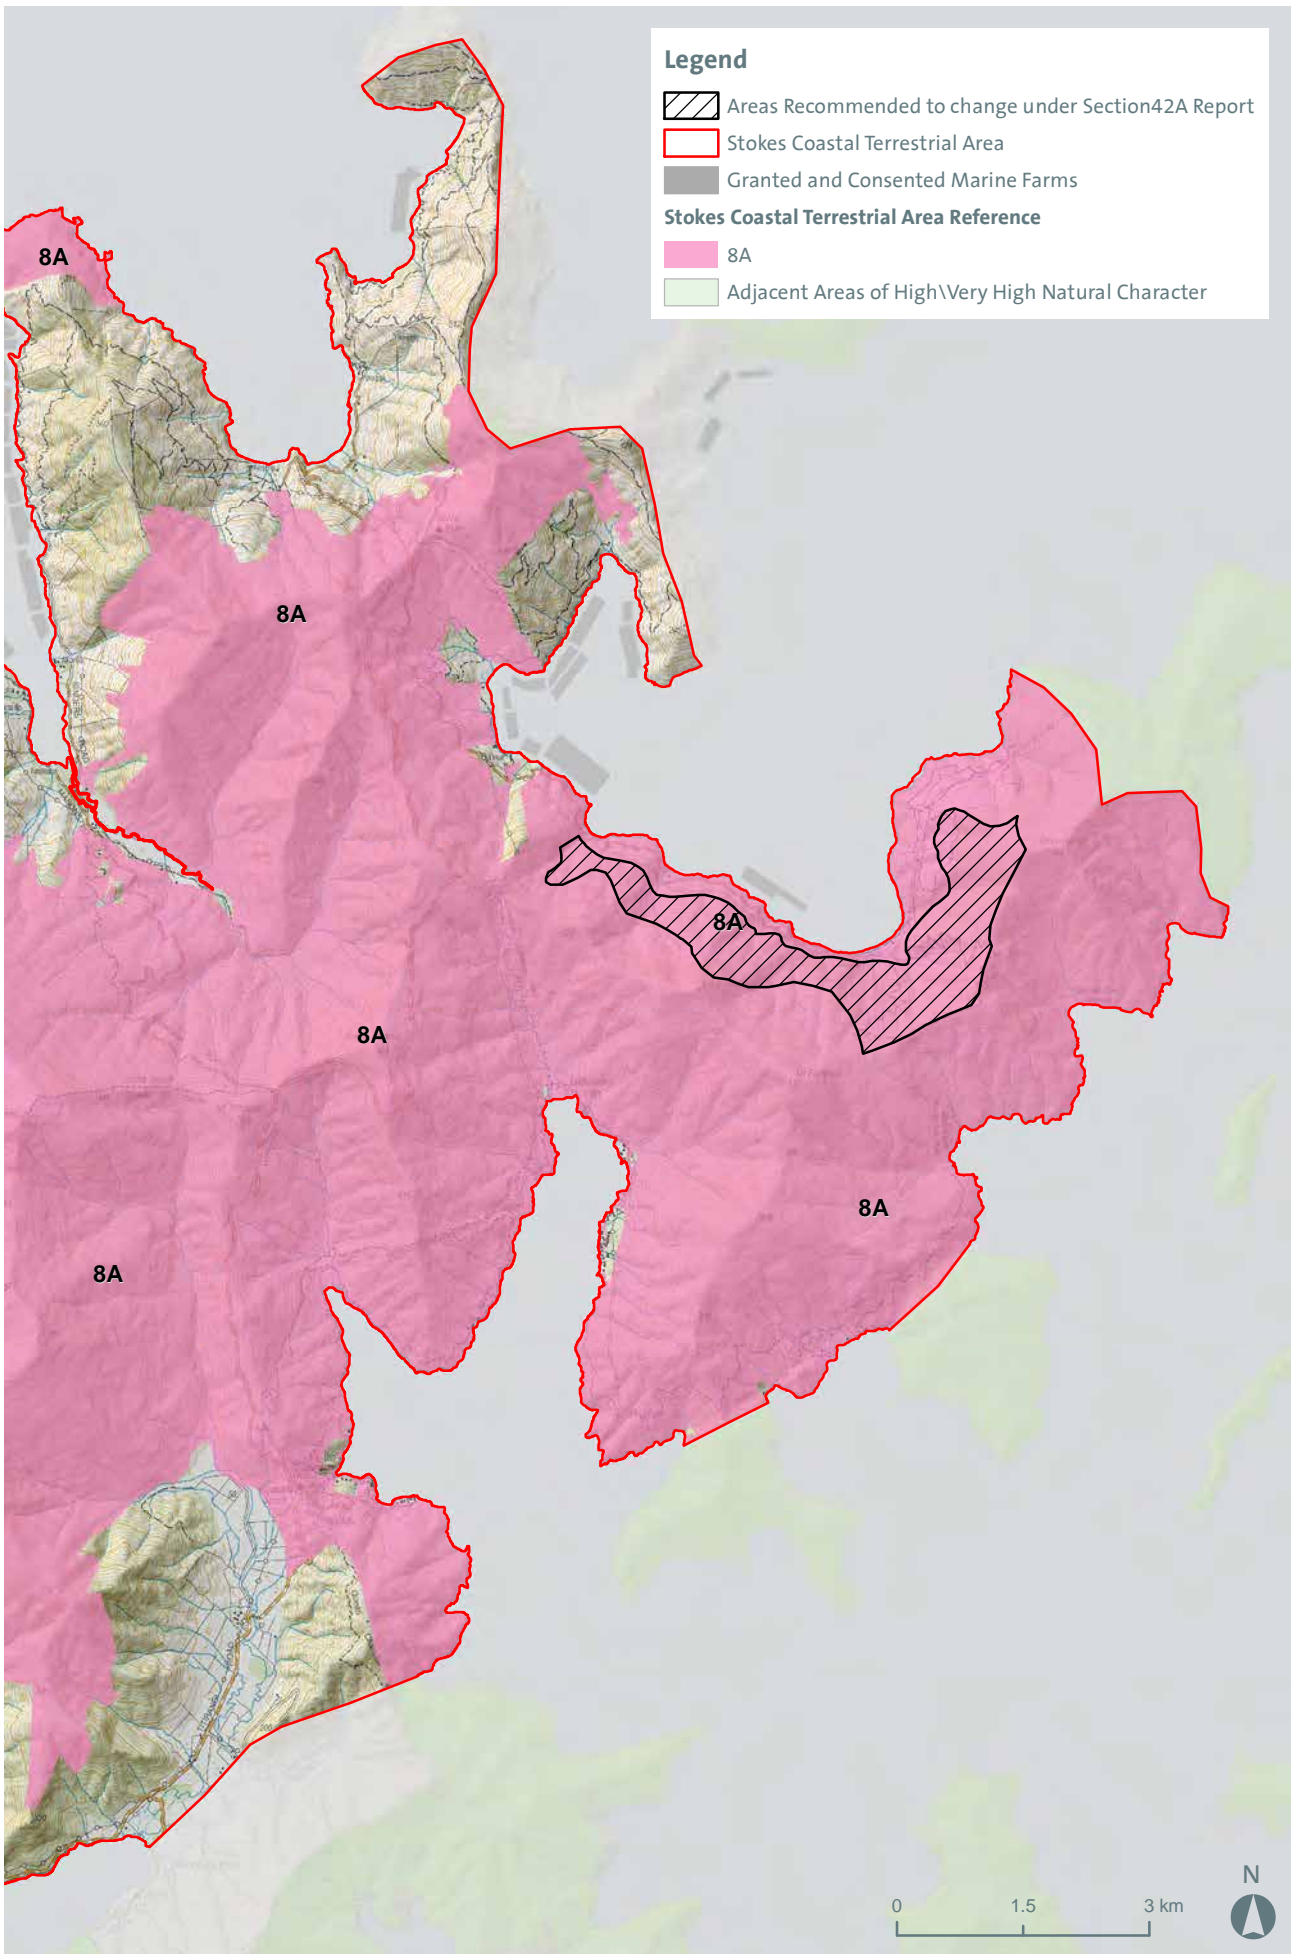 Legend
Areas Recommended to change under Section42A Report
Stokes Coastal Terrestrial Area
Granted and Consented Marine Farms
Stokes Coastal Terrestrial Area Reference
8A
Adjacent Areas of High\Very High Natural Character
8A
8A
8A
8A
8A
8A
N
0 1.5 3 km